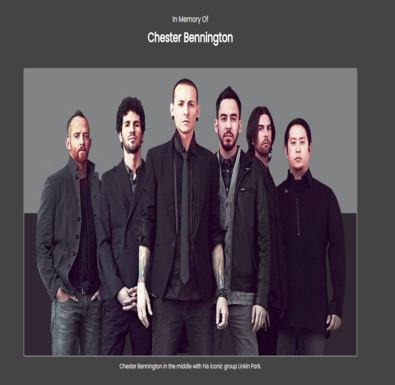 In Memory Of
Chester Bennington
Chester Bennington in the middle with his iconic group Linkin Park.